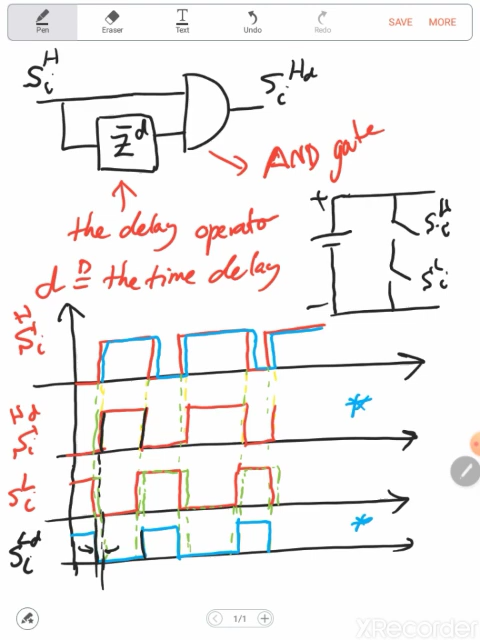 Pen Eraser Text Undo Redo SAVE MORE
S_i^H
S_i^Hd
z^-d
AND gate
the delay operator
d ≜ the time delay
+
S_i^H
S_i^L
−
S_i^H
S_i^Hd
*
S_i^L
S_i^Ld
*
1/1
XRecorder